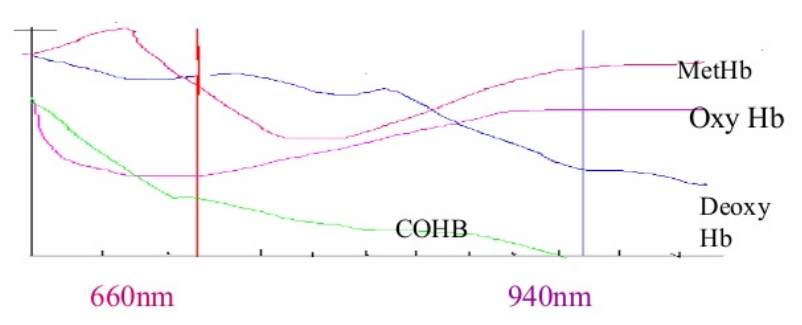 MetHb
Oxy Hb
Deoxy
Hb
COHB
660nm
940nm